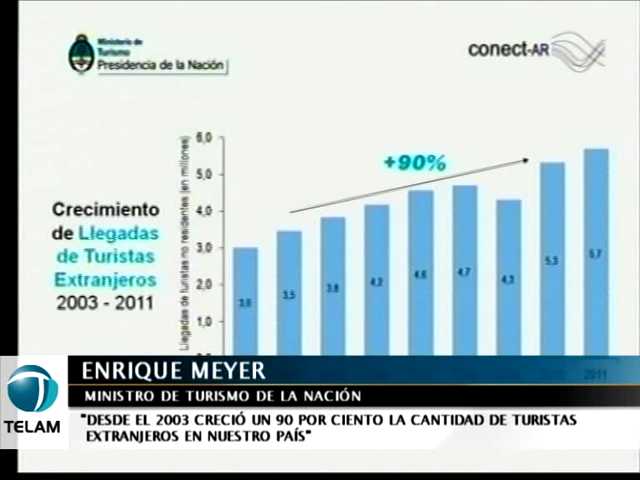 Ministerio de
Turismo
Presidencia de la Nación
conect-AR
Crecimiento
de Llegadas
de Turistas
Extranjeros
2003 - 2011
Llegadas de turistas no residentes (en millones)
6,0
5,0
4,0
3,0
2,0
1,0
+90%
3,0
3,5
3,8
4,2
4,6
4,7
4,3
5,3
5,7
2011
TELAM
ENRIQUE MEYER
MINISTRO DE TURISMO DE LA NACIÓN
"DESDE EL 2003 CRECIÓ UN 90 POR CIENTO LA CANTIDAD DE TURISTAS
EXTRANJEROS EN NUESTRO PAÍS"